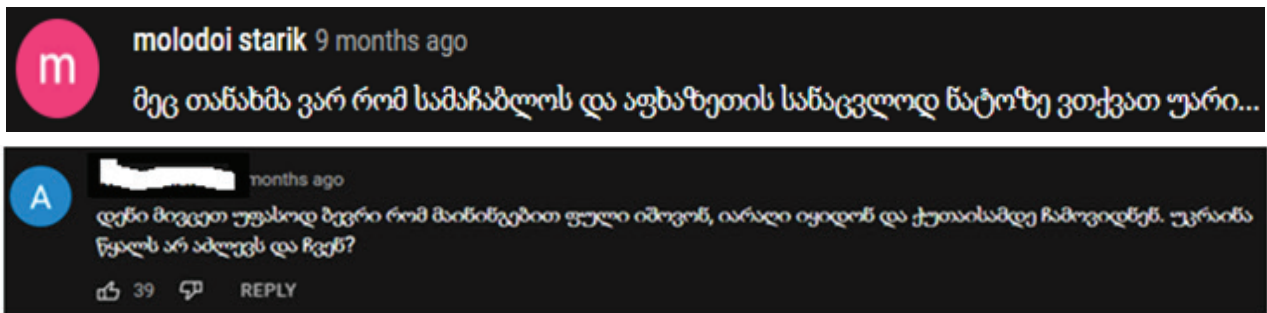 m
molodoi starik 9 months ago
მეც თანახმა ვარ რომ სამაჩაბლოს და აფხაზეთის სანაცვლოდ ნატოზე ვთქვათ უარი...
A
months ago
დენი მივცეთ უფასოდ ბევრი რომ მაინინგებით ფული იშოვონ, იარაღი იყიდონ და ქუთაისამდე ჩამოვიდნენ. უკრაინა
წყალს არ აძლევს და ჩვენ?
39 REPLY